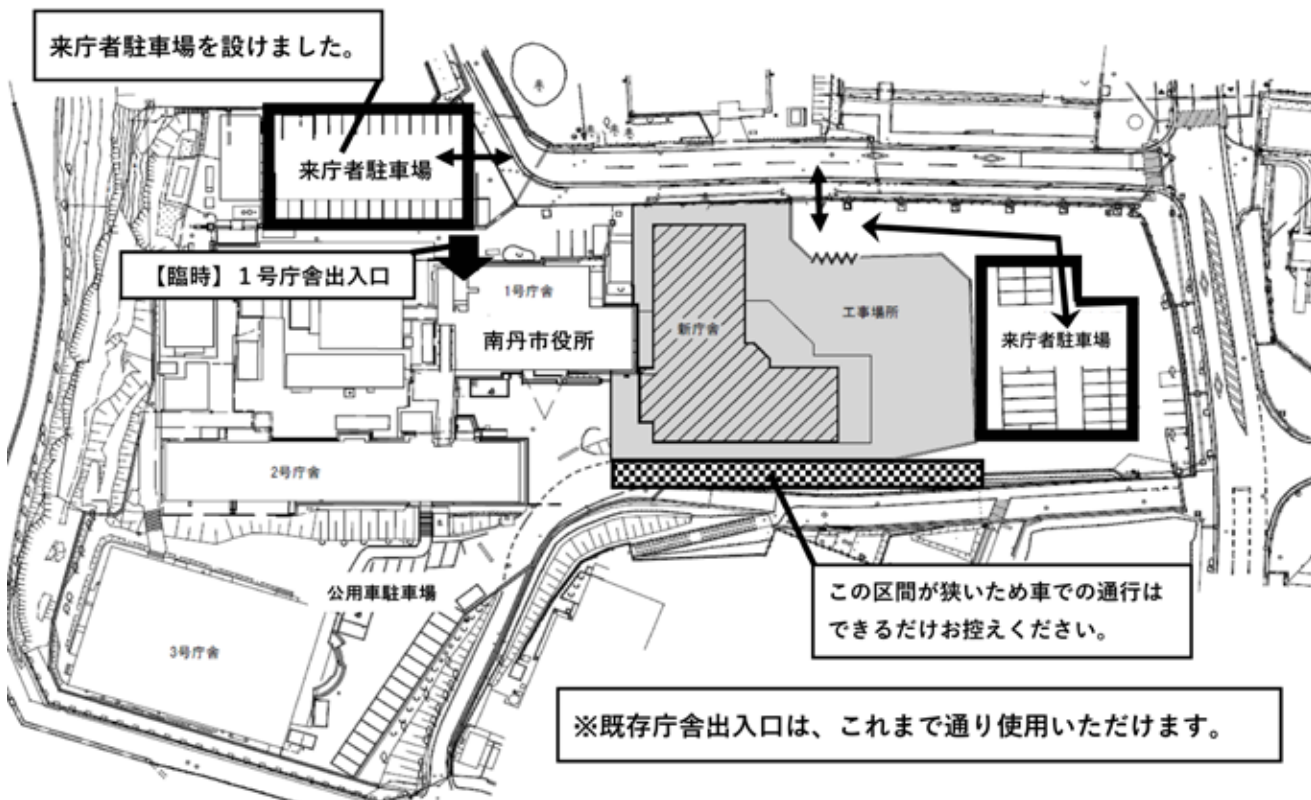 来庁者駐車場を設けました。
来庁者駐車場
【臨時】１号庁舎出入口
1号庁舎
南丹市役所
新庁舎
工事場所
来庁者駐車場
2号庁舎
公用車駐車場
3号庁舎
この区間が狭いため車での通行は
できるだけお控えください。
※既存庁舎出入口は、これまで通り使用いただけます。